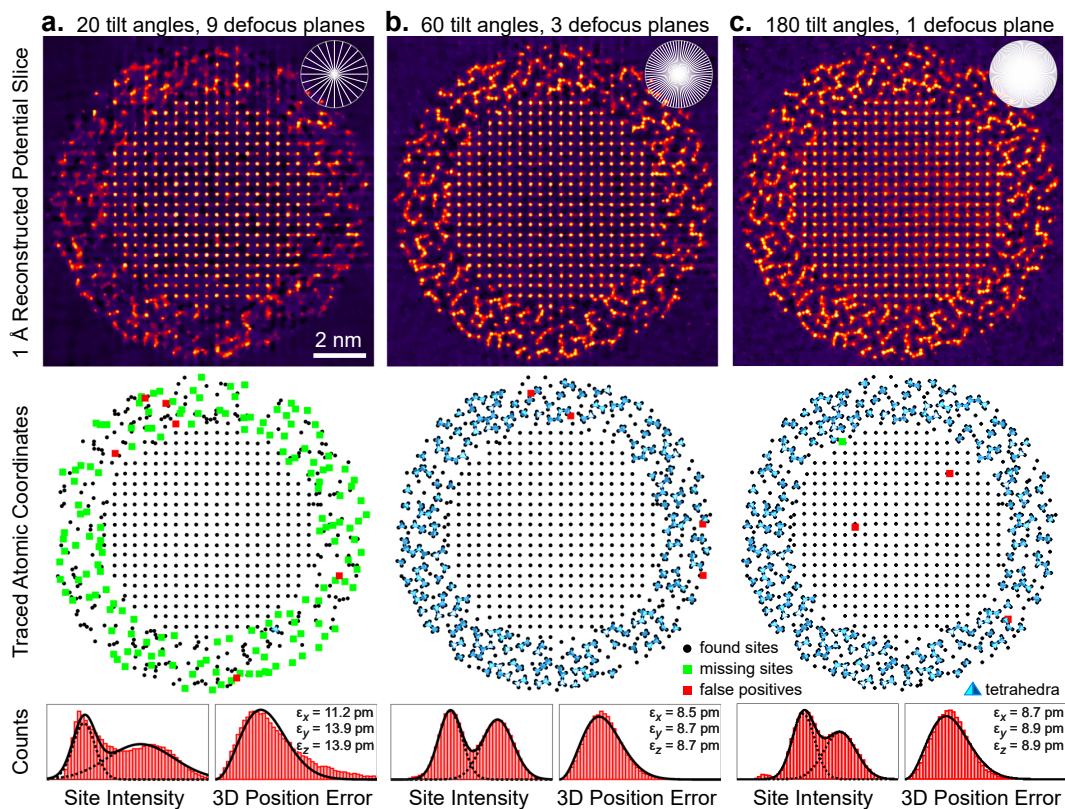 a. 20 tilt angles, 9 defocus planes
b. 60 tilt angles, 3 defocus planes
c. 180 tilt angles, 1 defocus plane
1 Å Reconstructed Potential Slice
2 nm
Traced Atomic Coordinates
found sites
missing sites
false positives
tetrahedra
Counts
εx = 11.2 pm
εy = 13.9 pm
εz = 13.9 pm
εx = 8.5 pm
εy = 8.7 pm
εz = 8.7 pm
εx = 8.7 pm
εy = 8.9 pm
εz = 8.9 pm
Site Intensity
3D Position Error
Site Intensity
3D Position Error
Site Intensity
3D Position Error